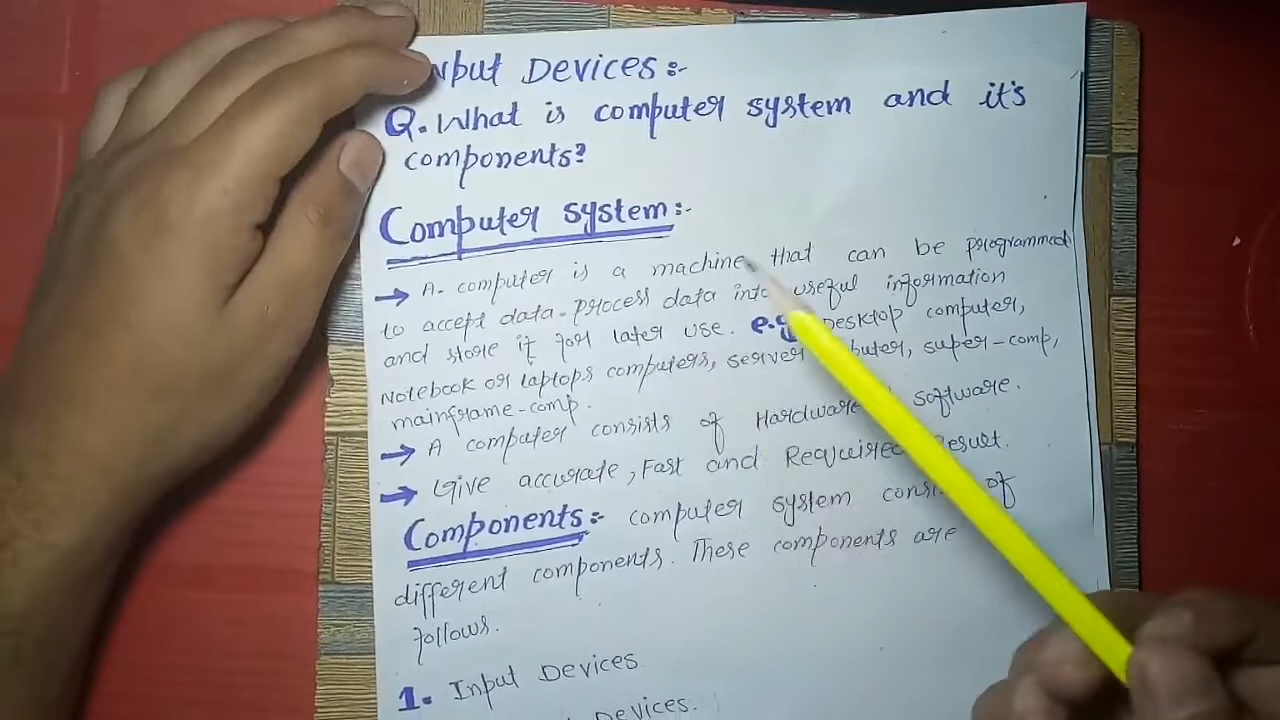 nput Devices:-
Q. What is computer system and it's
components?
Computer system:-
→ A. computer is a machine that can be programmed
to accept data. process data into useful information
and store it for later use. e.g Desktop computer,
Notebook or laptops computers, server puter, super-comp,
mainframe-comp.
→ A computer consists of Hardware software.
→ Give accurate, Fast and Required Result.
Components:- computer system consi of
different components. These components are
follows.
1. Input Devices
Devices.